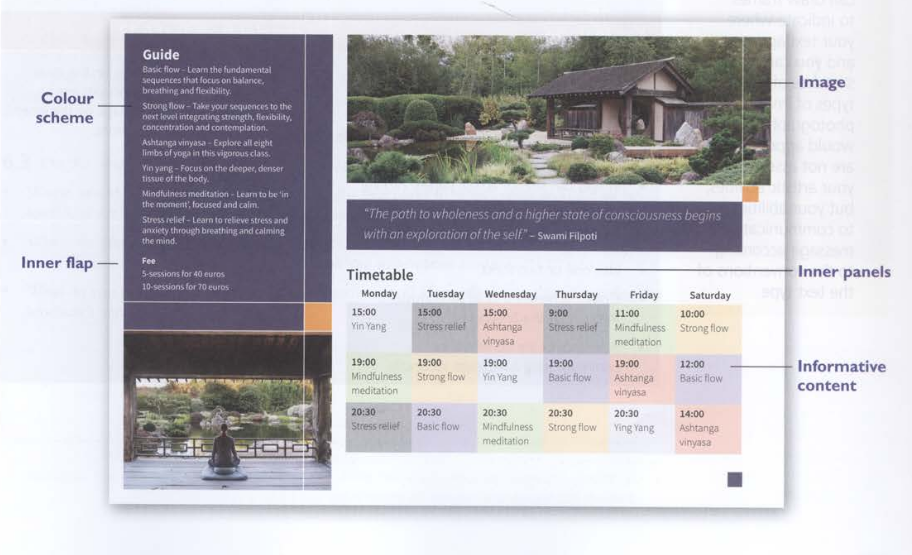 Colour
scheme
Inner flap
Guide
Basic flow – Learn the fundamental
sequences that focus on balance,
breathing and flexibility.
Strong flow – Take your sequences to the
next level integrating strength, flexibility,
concentration and contemplation.
Ashtanga vinyasa – Explore all eight
limbs of yoga in this vigorous class.
Yin yang – Focus on the deeper, denser
tissue of the body.
Mindfulness meditation – Learn to be 'in
the moment', focused and calm.
Stress relief – Learn to relieve stress and
anxiety through breathing and calming
the mind.
Fee
5-sessions for 40 euros
10-sessions for 70 euros
"The path to wholeness and a higher state of consciousness begins
with an exploration of the self." – Swami Filpoti
Timetable
Monday Tuesday Wednesday Thursday Friday Saturday
15:00 15:00 15:00 9:00 11:00 10:00
Yin Yang Stress relief Ashtanga Stress relief Mindfulness Strong flow
vinyasa meditation
19:00 19:00 19:00 19:00 19:00 12:00
Mindfulness Strong flow Yin Yang Basic flow Ashtanga Basic flow
meditation vinyasa
20:30 20:30 20:30 20:30 20:30 14:00
Stress relief Basic flow Mindfulness Strong flow Ying Yang Ashtanga
meditation vinyasa
Image
Inner panels
Informative
content